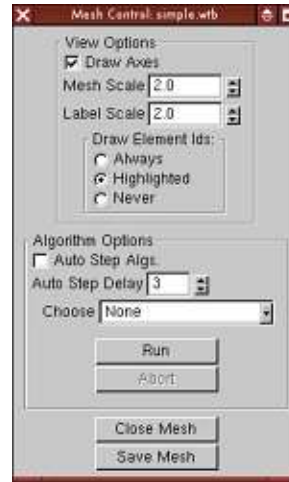 Mesh Control: simple.wtb
View Options
Draw Axes
Mesh Scale 2.0
Label Scale 2.0
Draw Element Ids:
Always
Highlighted
Never
Algorithm Options
Auto Step Algs.
Auto Step Delay 3
Choose None
Run
Abort
Close Mesh
Save Mesh